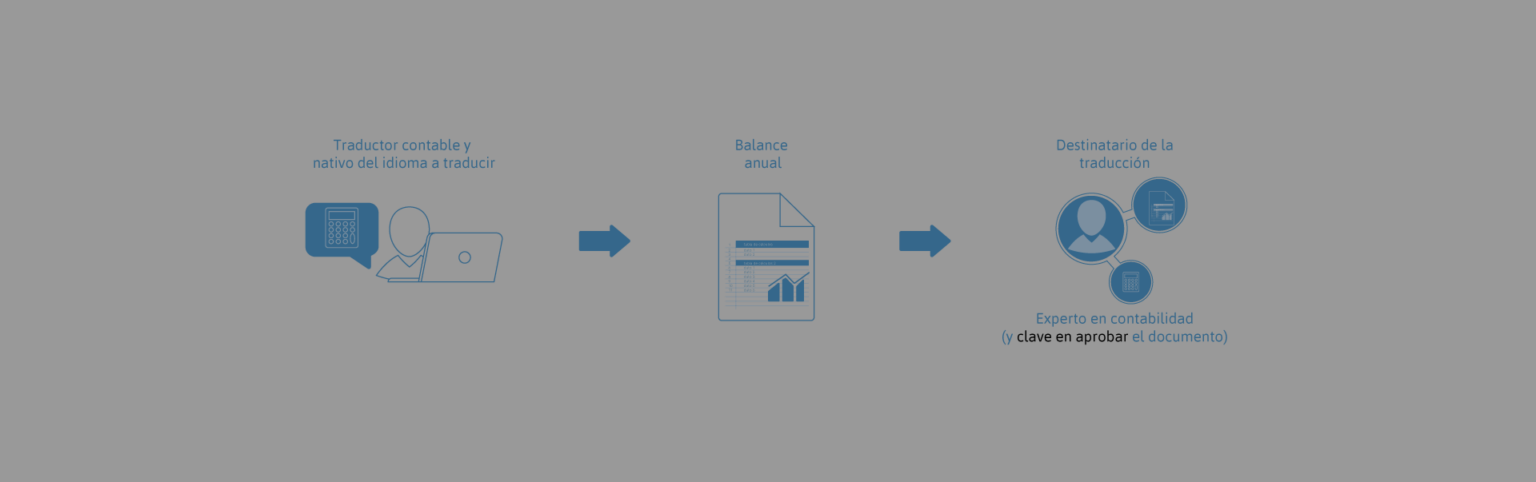 Traductor contable y
nativo del idioma a traducir
Balance
anual
Destinatario de la
traducción
Experto en contabilidad
(y clave en aprobar el documento)